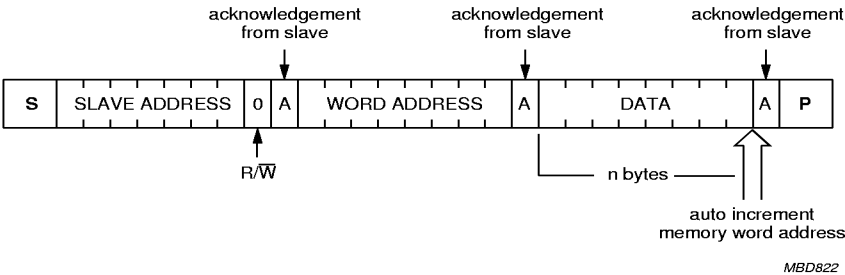 acknowledgement acknowledgement acknowledgement
from slave from slave from slave
S SLAVE ADDRESS 0 A WORD ADDRESS A DATA A P
R/W̅
n bytes
auto increment
memory word address
MBD822